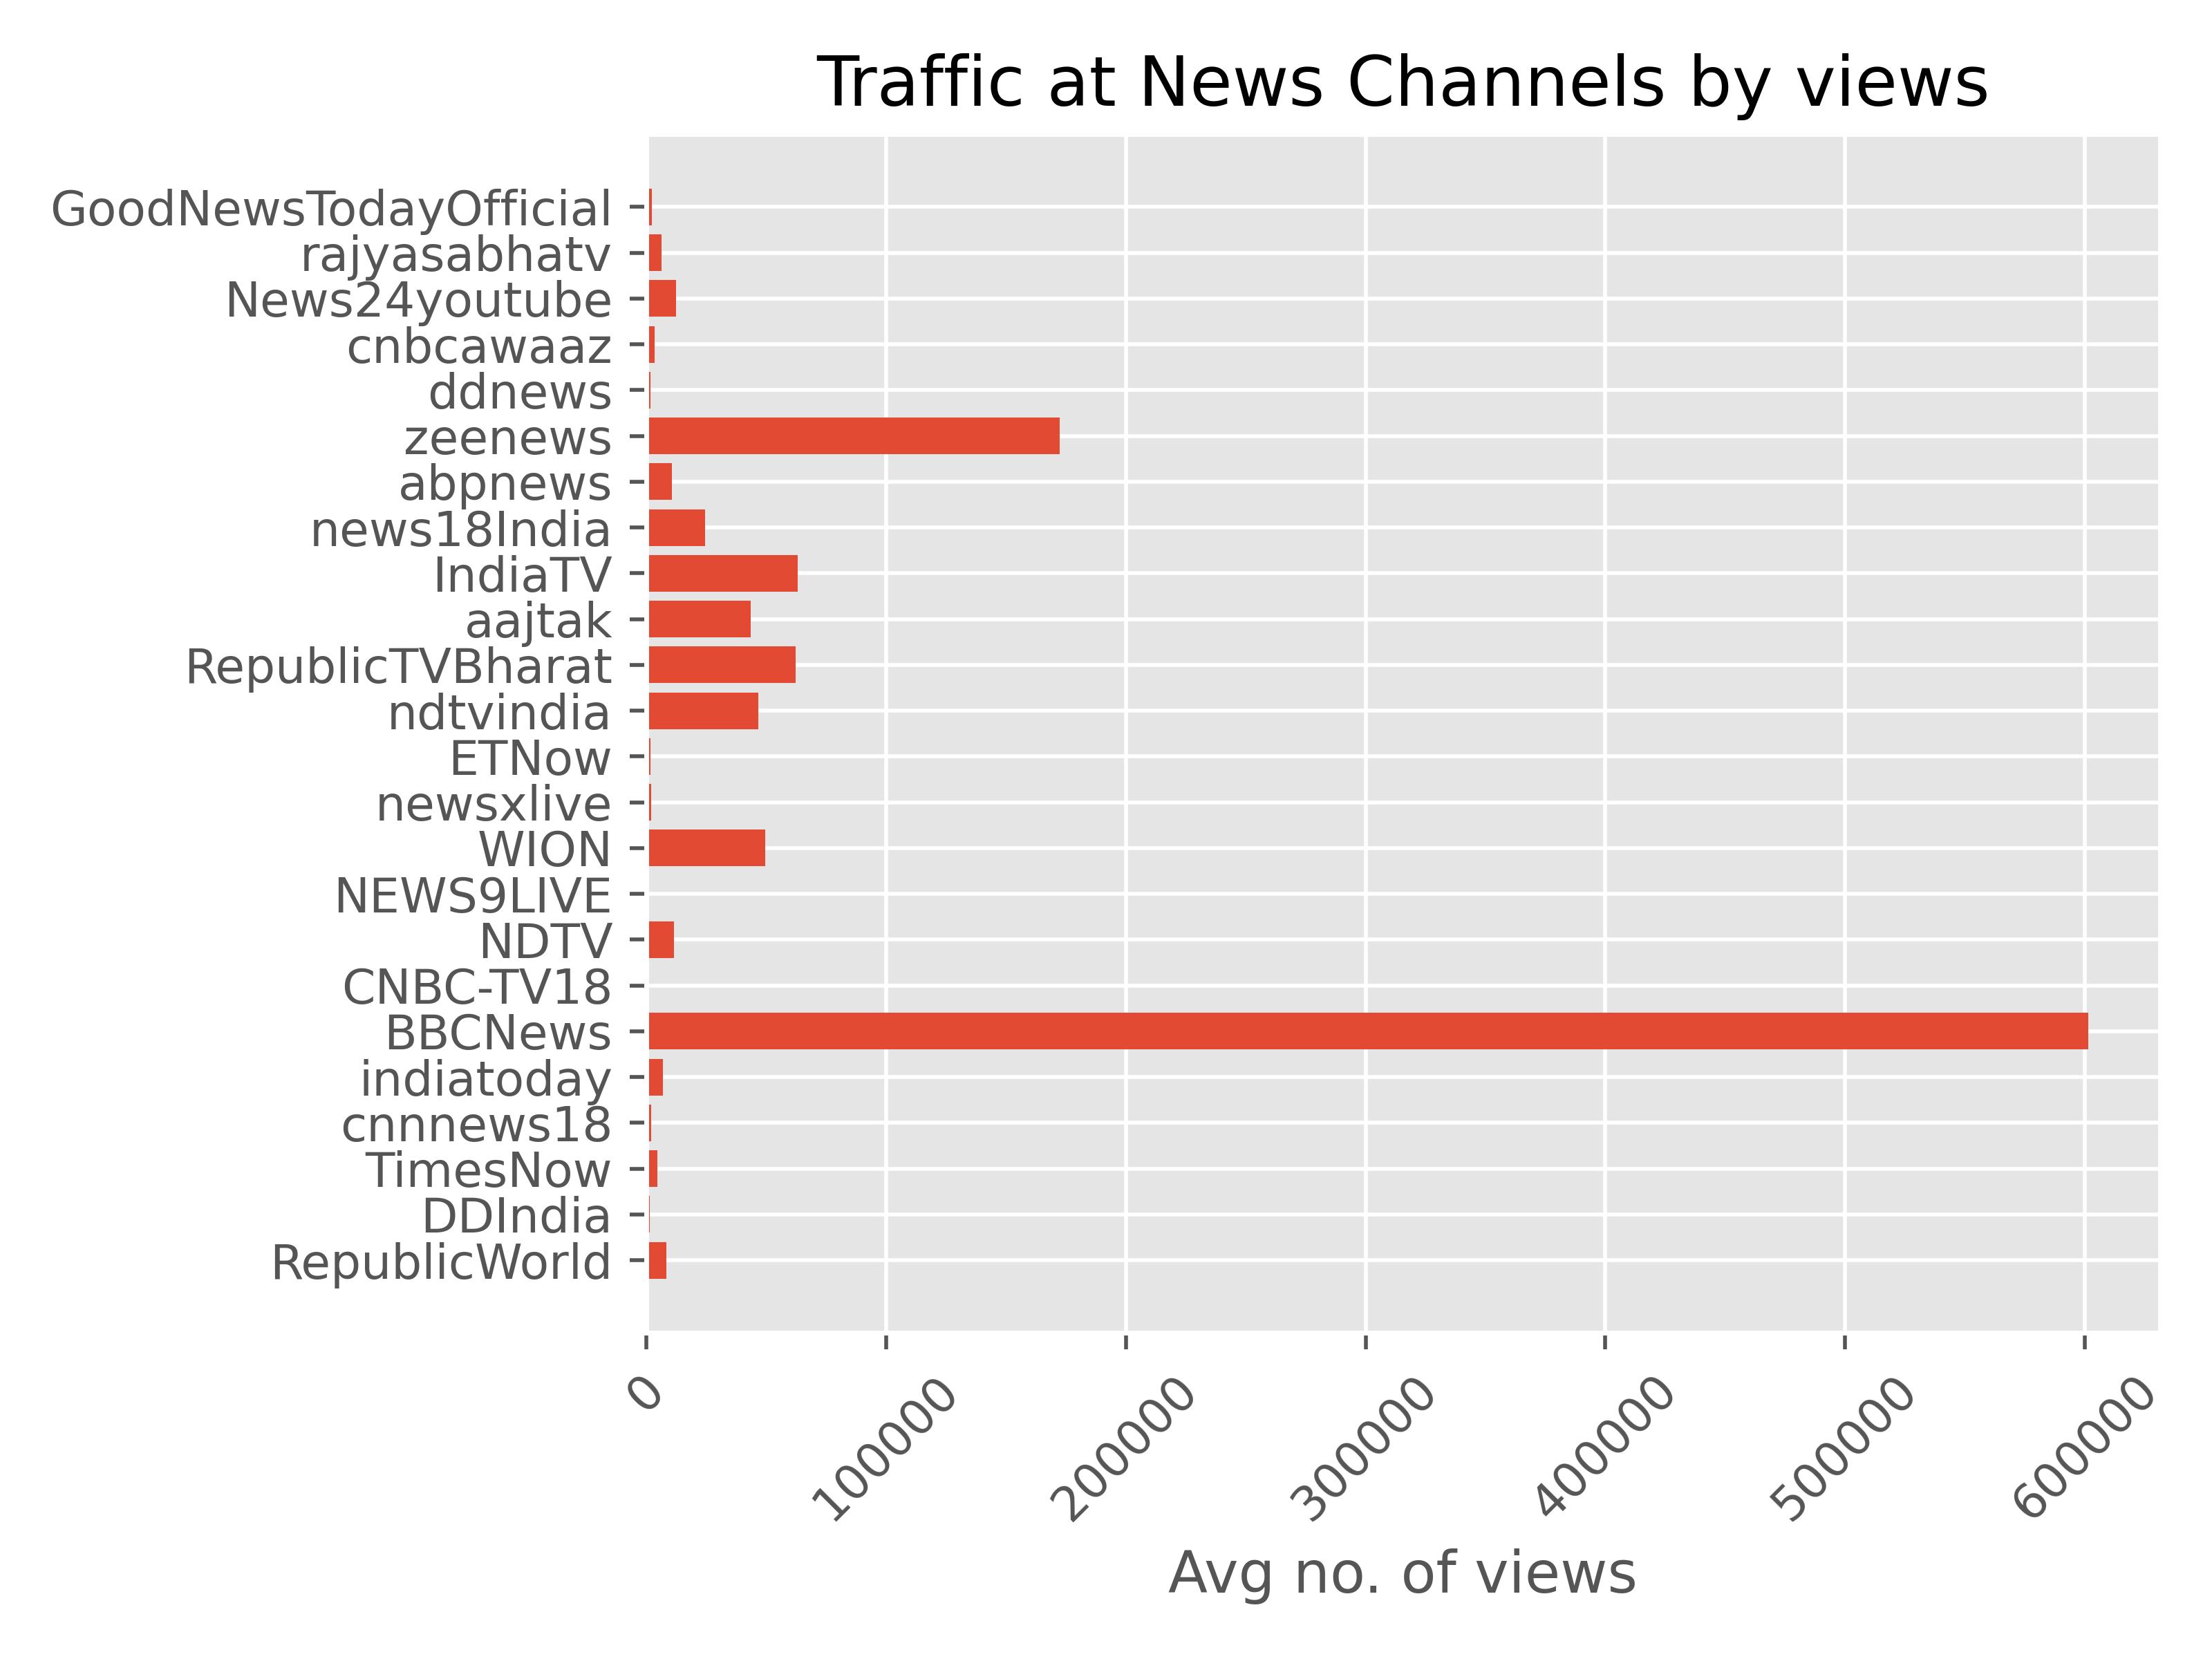 Traffic at News Channels by views
GoodNewsTodayOfficial
rajyasabhatv
News24youtube
cnbcawaaz
ddnews
zeenews
abpnews
news18India
IndiaTV
aajtak
RepublicTVBharat
ndtvindia
ETNow
newsxlive
WION
NEWS9LIVE
NDTV
CNBC-TV18
BBCNews
indiatoday
cnnnews18
TimesNow
DDIndia
RepublicWorld
0 100000 200000 300000 400000 500000 600000
Avg no. of views